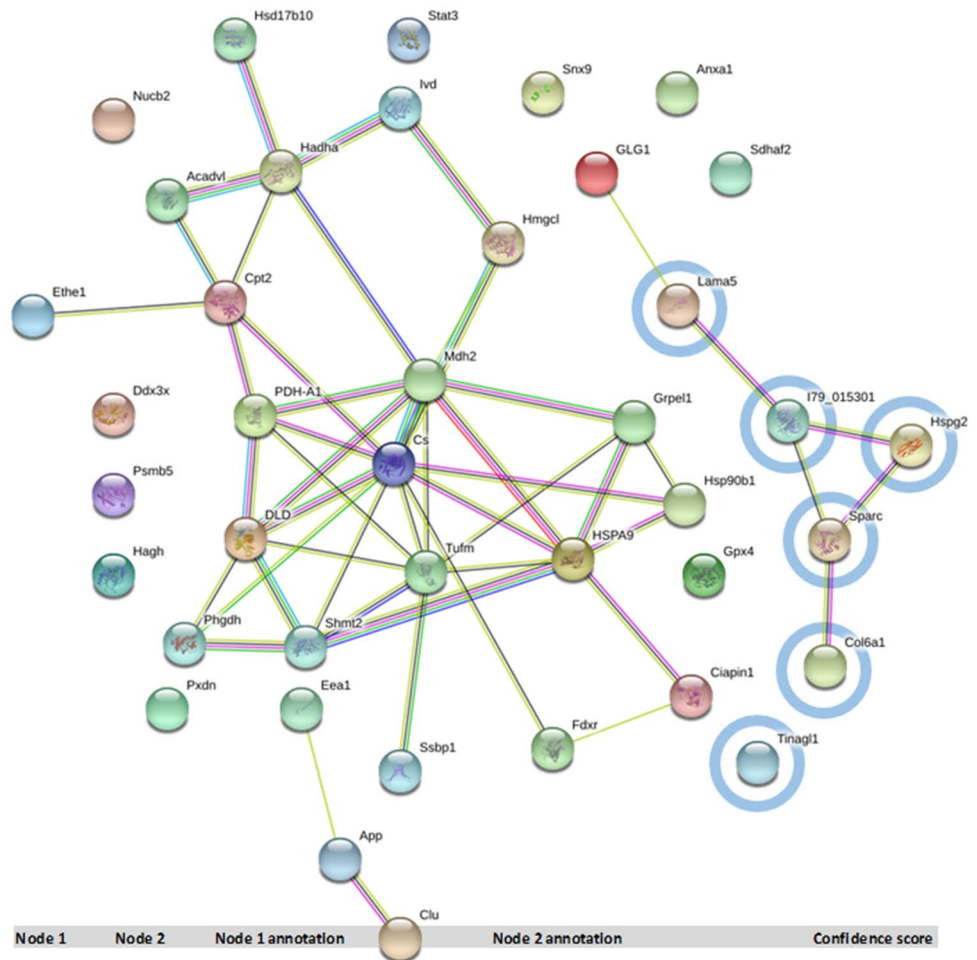 Hsd17b10
Stat3
Snx9
Anxa1
Nucb2
Ivd
Hadha
GLG1
Sdhaf2
Acadvl
Hmgcl
Cpt2
Lama5
Ethe1
Mdh2
Ddx3x
PDH-A1
Grpel1
I79_015301
Hspg2
Cs
Psmb5
Hsp90b1
DLD
Sparc
Tufm
HSPA9
Hagh
Gpx4
Phgdh
Shmt2
Col6a1
Ciapin1
Pxdn
Eea1
Fdxr
Tinagl1
Ssbp1
App
Clu
Node 1 Node 2 Node 1 annotation Node 2 annotation Confidence score